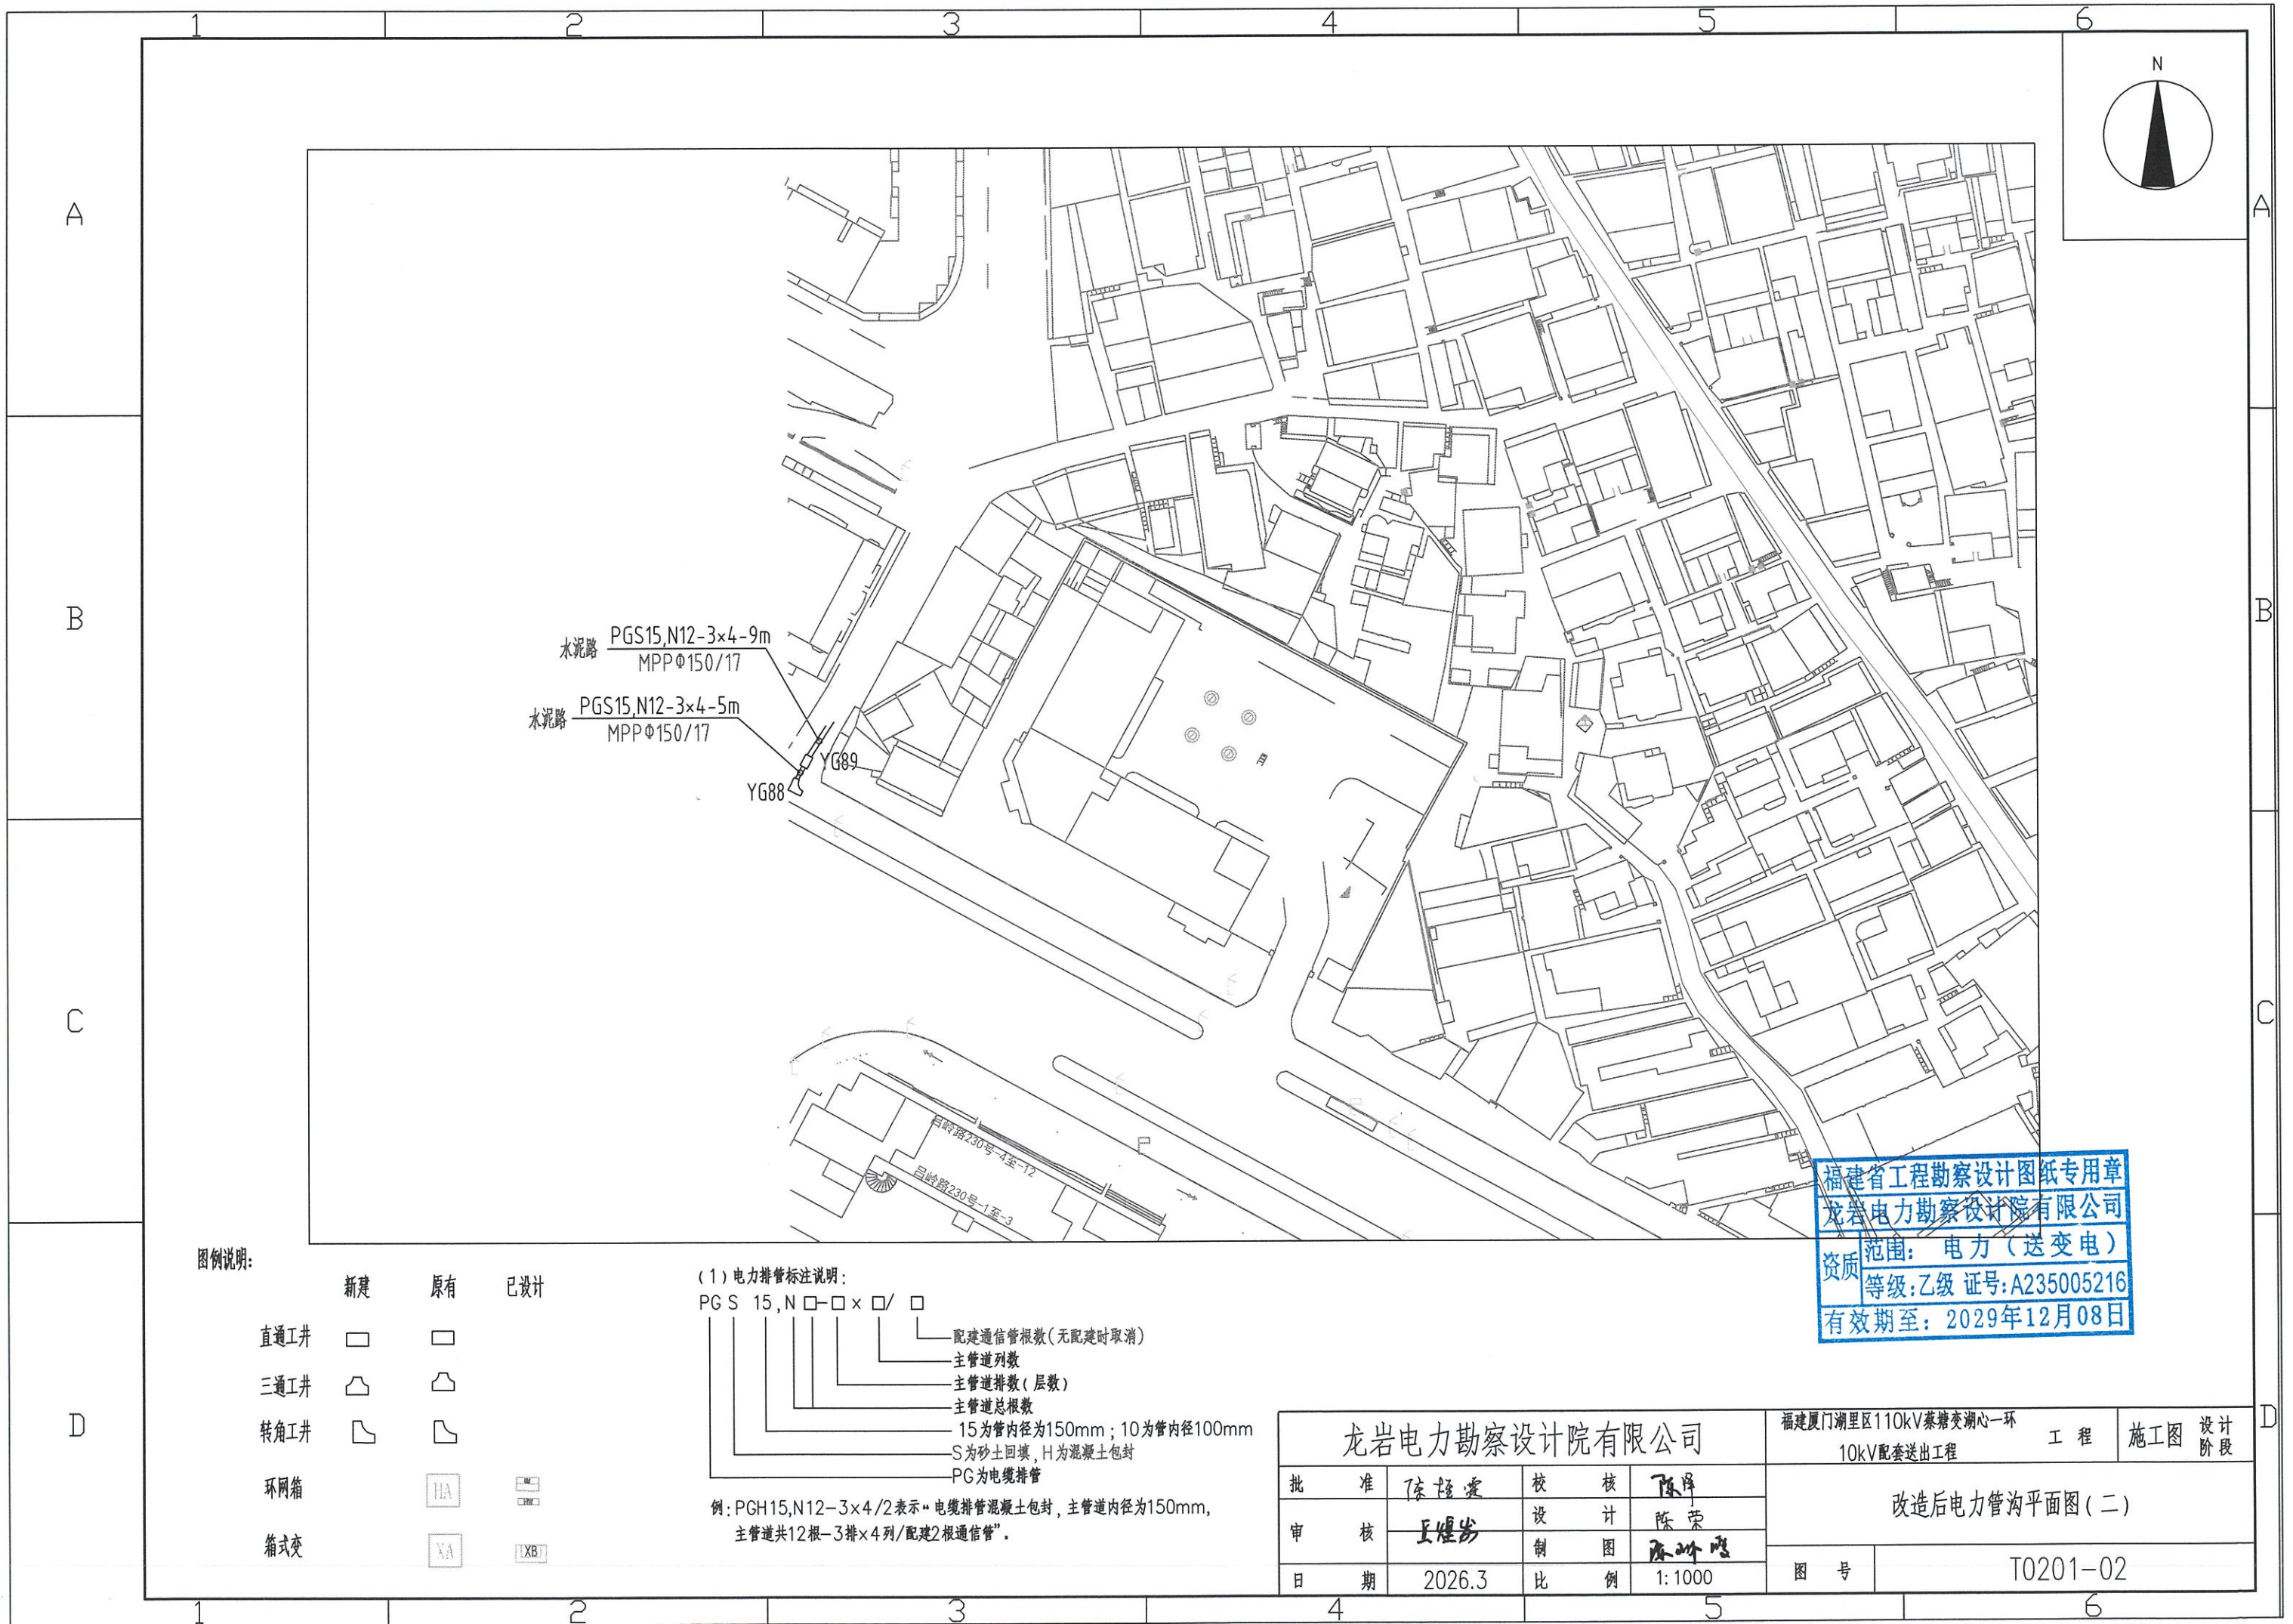 1 2 3 4 5 6
N
A A
水泥路 PGS15,N12-3×4-9m
MPPΦ150/17
水泥路 PGS15,N12-3×4-5m
MPPΦ150/17
B B
YG89
YG88
C C
吕岭路230号-4至-12
吕岭路230号-1至-3
福建省工程勘察设计图纸专用章
龙岩电力勘察设计院有限公司
资质 范围: 电力(送变电)
等级:乙级 证号:A235005216
有效期至: 2029年12月08日
图例说明:
新建 原有 已设计
直通工井
三通工井
转角工井
环网箱 HA
箱式变 XA XB
(1)电力排管标注说明:
PG S 15,N □-□×□/ □
配建通信管根数(无配建时取消)
主管道列数
主管道排数(层数)
主管道总根数
15为管内径为150mm;10为管内径100mm
S为砂土回填,H为混凝土包封
PG为电缆排管
例:PGH15,N12-3×4/2表示“电缆排管混凝土包封,主管道内径为150mm,
主管道共12根-3排×4列/配建2根通信管”。
D D
龙岩电力勘察设计院有限公司
福建厦门湖里区110kV蔡塘变湖心一环
10kV配套送出工程
工程 施工图 设计阶段
批准 校核
审核 设计 陈荣
制图
日期 2026.3 比例 1:1000
改造后电力管沟平面图(二)
图号 T0201-02
1 2 3 4 5 6